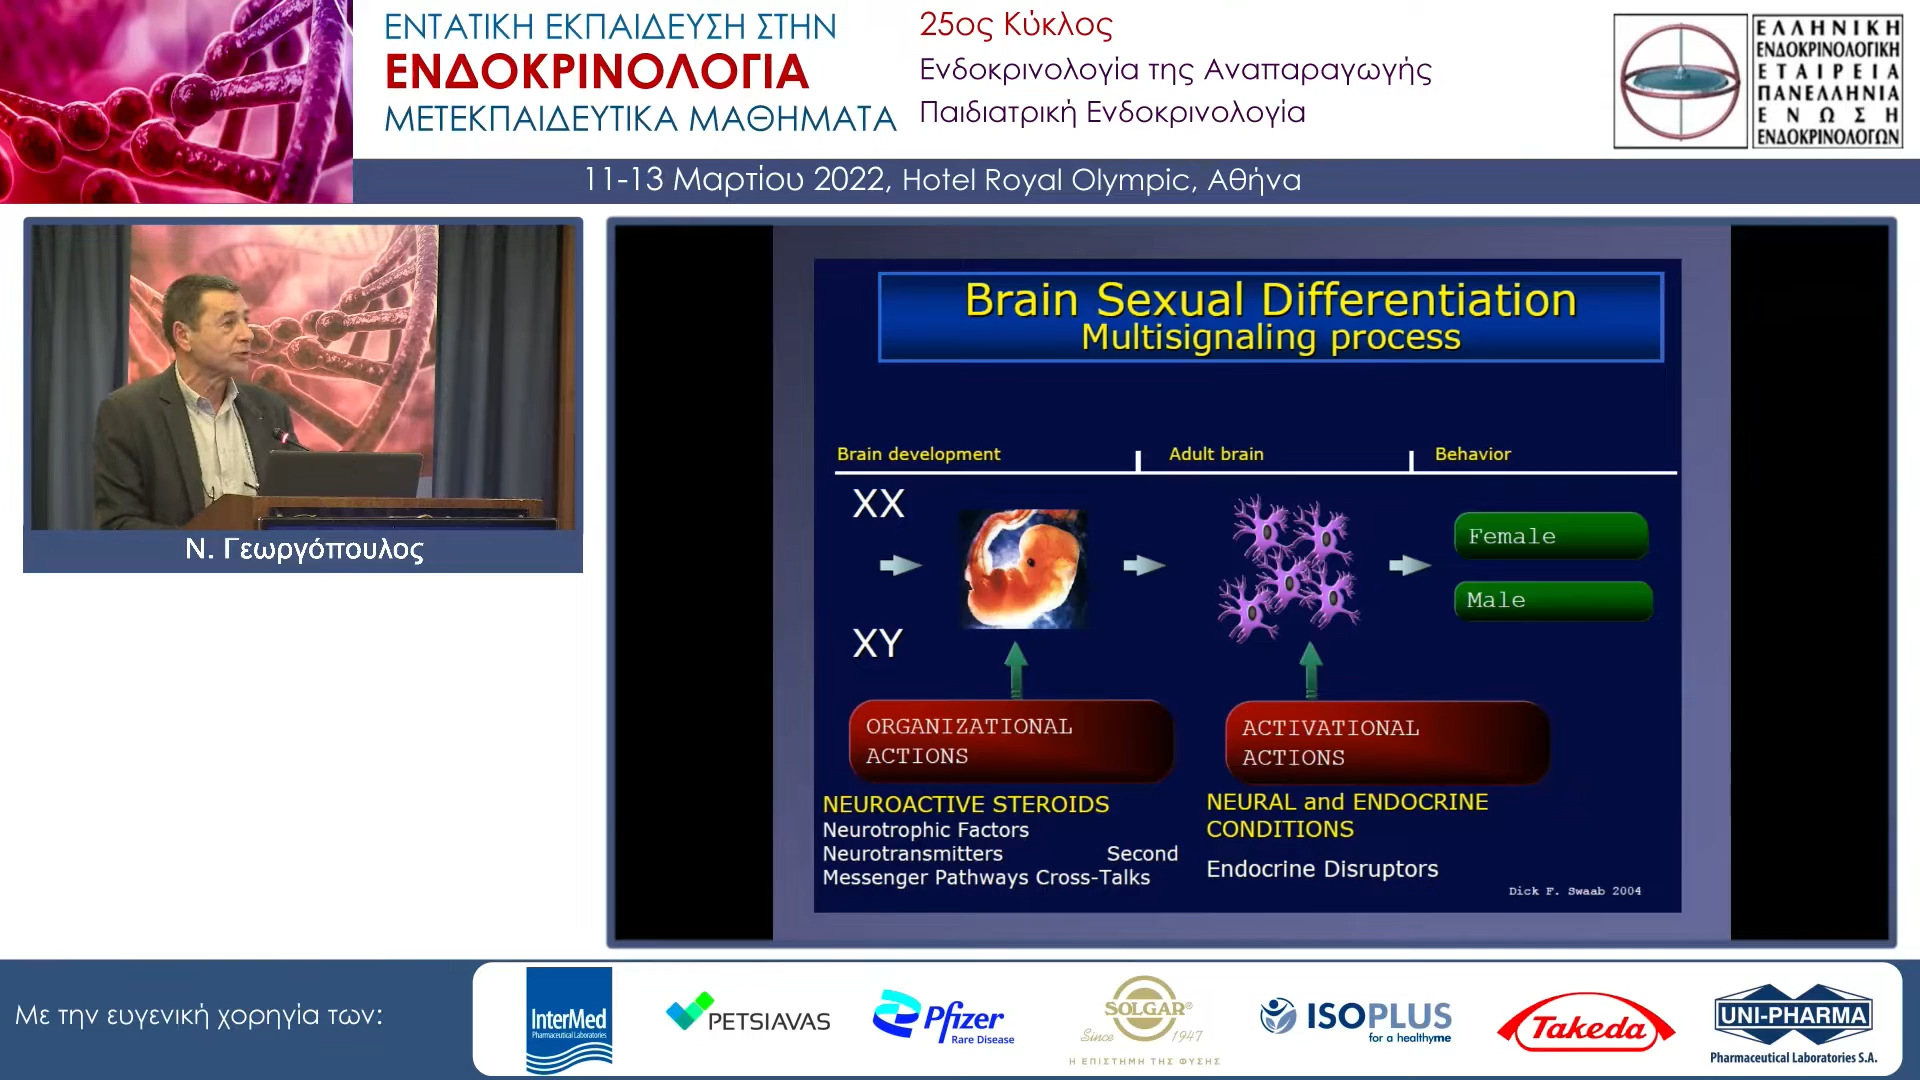 ΕΝΤΑΤΙΚΗ ΕΚΠΑΙΔΕΥΣΗ ΣΤΗΝ
ΕΝΔΟΚΡΙΝΟΛΟΓΙΑ
ΜΕΤΕΚΠΑΙΔΕΥΤΙΚΑ ΜΑΘΗΜΑΤΑ
25ος Κύκλος
Ενδοκρινολογία της Αναπαραγωγής
Παιδιατρική Ενδοκρινολογία
ΕΛΛΗΝΙΚΗ
ΕΝΔΟΚΡΙΝΟΛΟΓΙΚΗ
ΕΤΑΙΡΕΙΑ
ΠΑΝΕΛΛΗΝΙΑ
ΕΝΩΣΗ
ΕΝΔΟΚΡΙΝΟΛΟΓΩΝ
11-13 Μαρτίου 2022, Hotel Royal Olympic, Αθήνα
Ν. Γεωργόπουλος
Brain Sexual Differentiation
Multisignaling process
Brain development
Adult brain
Behavior
XX
XY
Female
Male
ORGANIZATIONAL
ACTIONS
ACTIVATIONAL
ACTIONS
NEUROACTIVE STEROIDS
Neurotrophic Factors
Neurotransmitters Second
Messenger Pathways Cross-Talks
NEURAL and ENDOCRINE
CONDITIONS
Endocrine Disruptors
Dick F. Swaab 2004
Με την ευγενική χορηγία των:
InterMed
Pharmaceutical Laboratories
PETSIAVAS
Pfizer
Rare Disease
SOLGAR®
Since 1947
Η ΕΠΙΣΤΗΜΗ ΤΗΣ ΦΥΣΗΣ
ISOPLUS
for a healthyme
Takeda
UNI-PHARMA
Pharmaceutical Laboratories S.A.